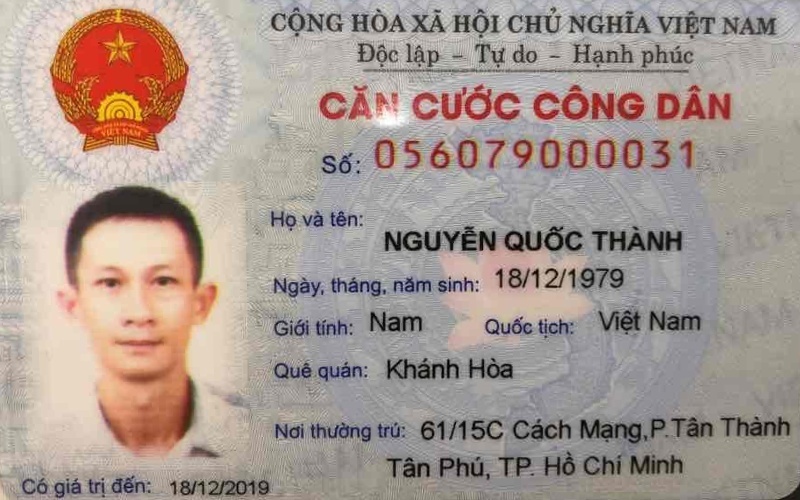 CỘNG HÒA XÃ HỘI CHỦ NGHĨA VIỆT NAM
Độc lập - Tự do - Hạnh phúc
CĂN CƯỚC CÔNG DÂN
Số: 056079000031
Họ và tên:
NGUYỄN QUỐC THÀNH
Ngày, tháng, năm sinh: 18/12/1979
Giới tính: Nam Quốc tịch: Việt Nam
Quê quán: Khánh Hòa
Nơi thường trú: 61/15C Cách Mạng,P.Tân Thành
Tân Phú, TP. Hồ Chí Minh
Có giá trị đến: 18/12/2019
VIỆT NAM